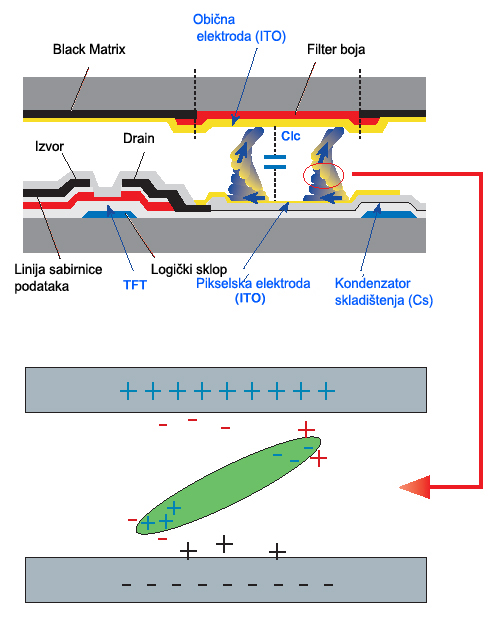 Obična
elektroda (ITO)
Black Matrix
Filter boja
Clc
Izvor
Drain
Linija sabirnice
podataka
TFT
Logički sklop
Pikselska elektroda
(ITO)
Kondenzator
skladištenja (Cs)
+ + + + + + + + +
- - - +
- - - +
+ + +
- -
+ + +
- - - - - - - - -